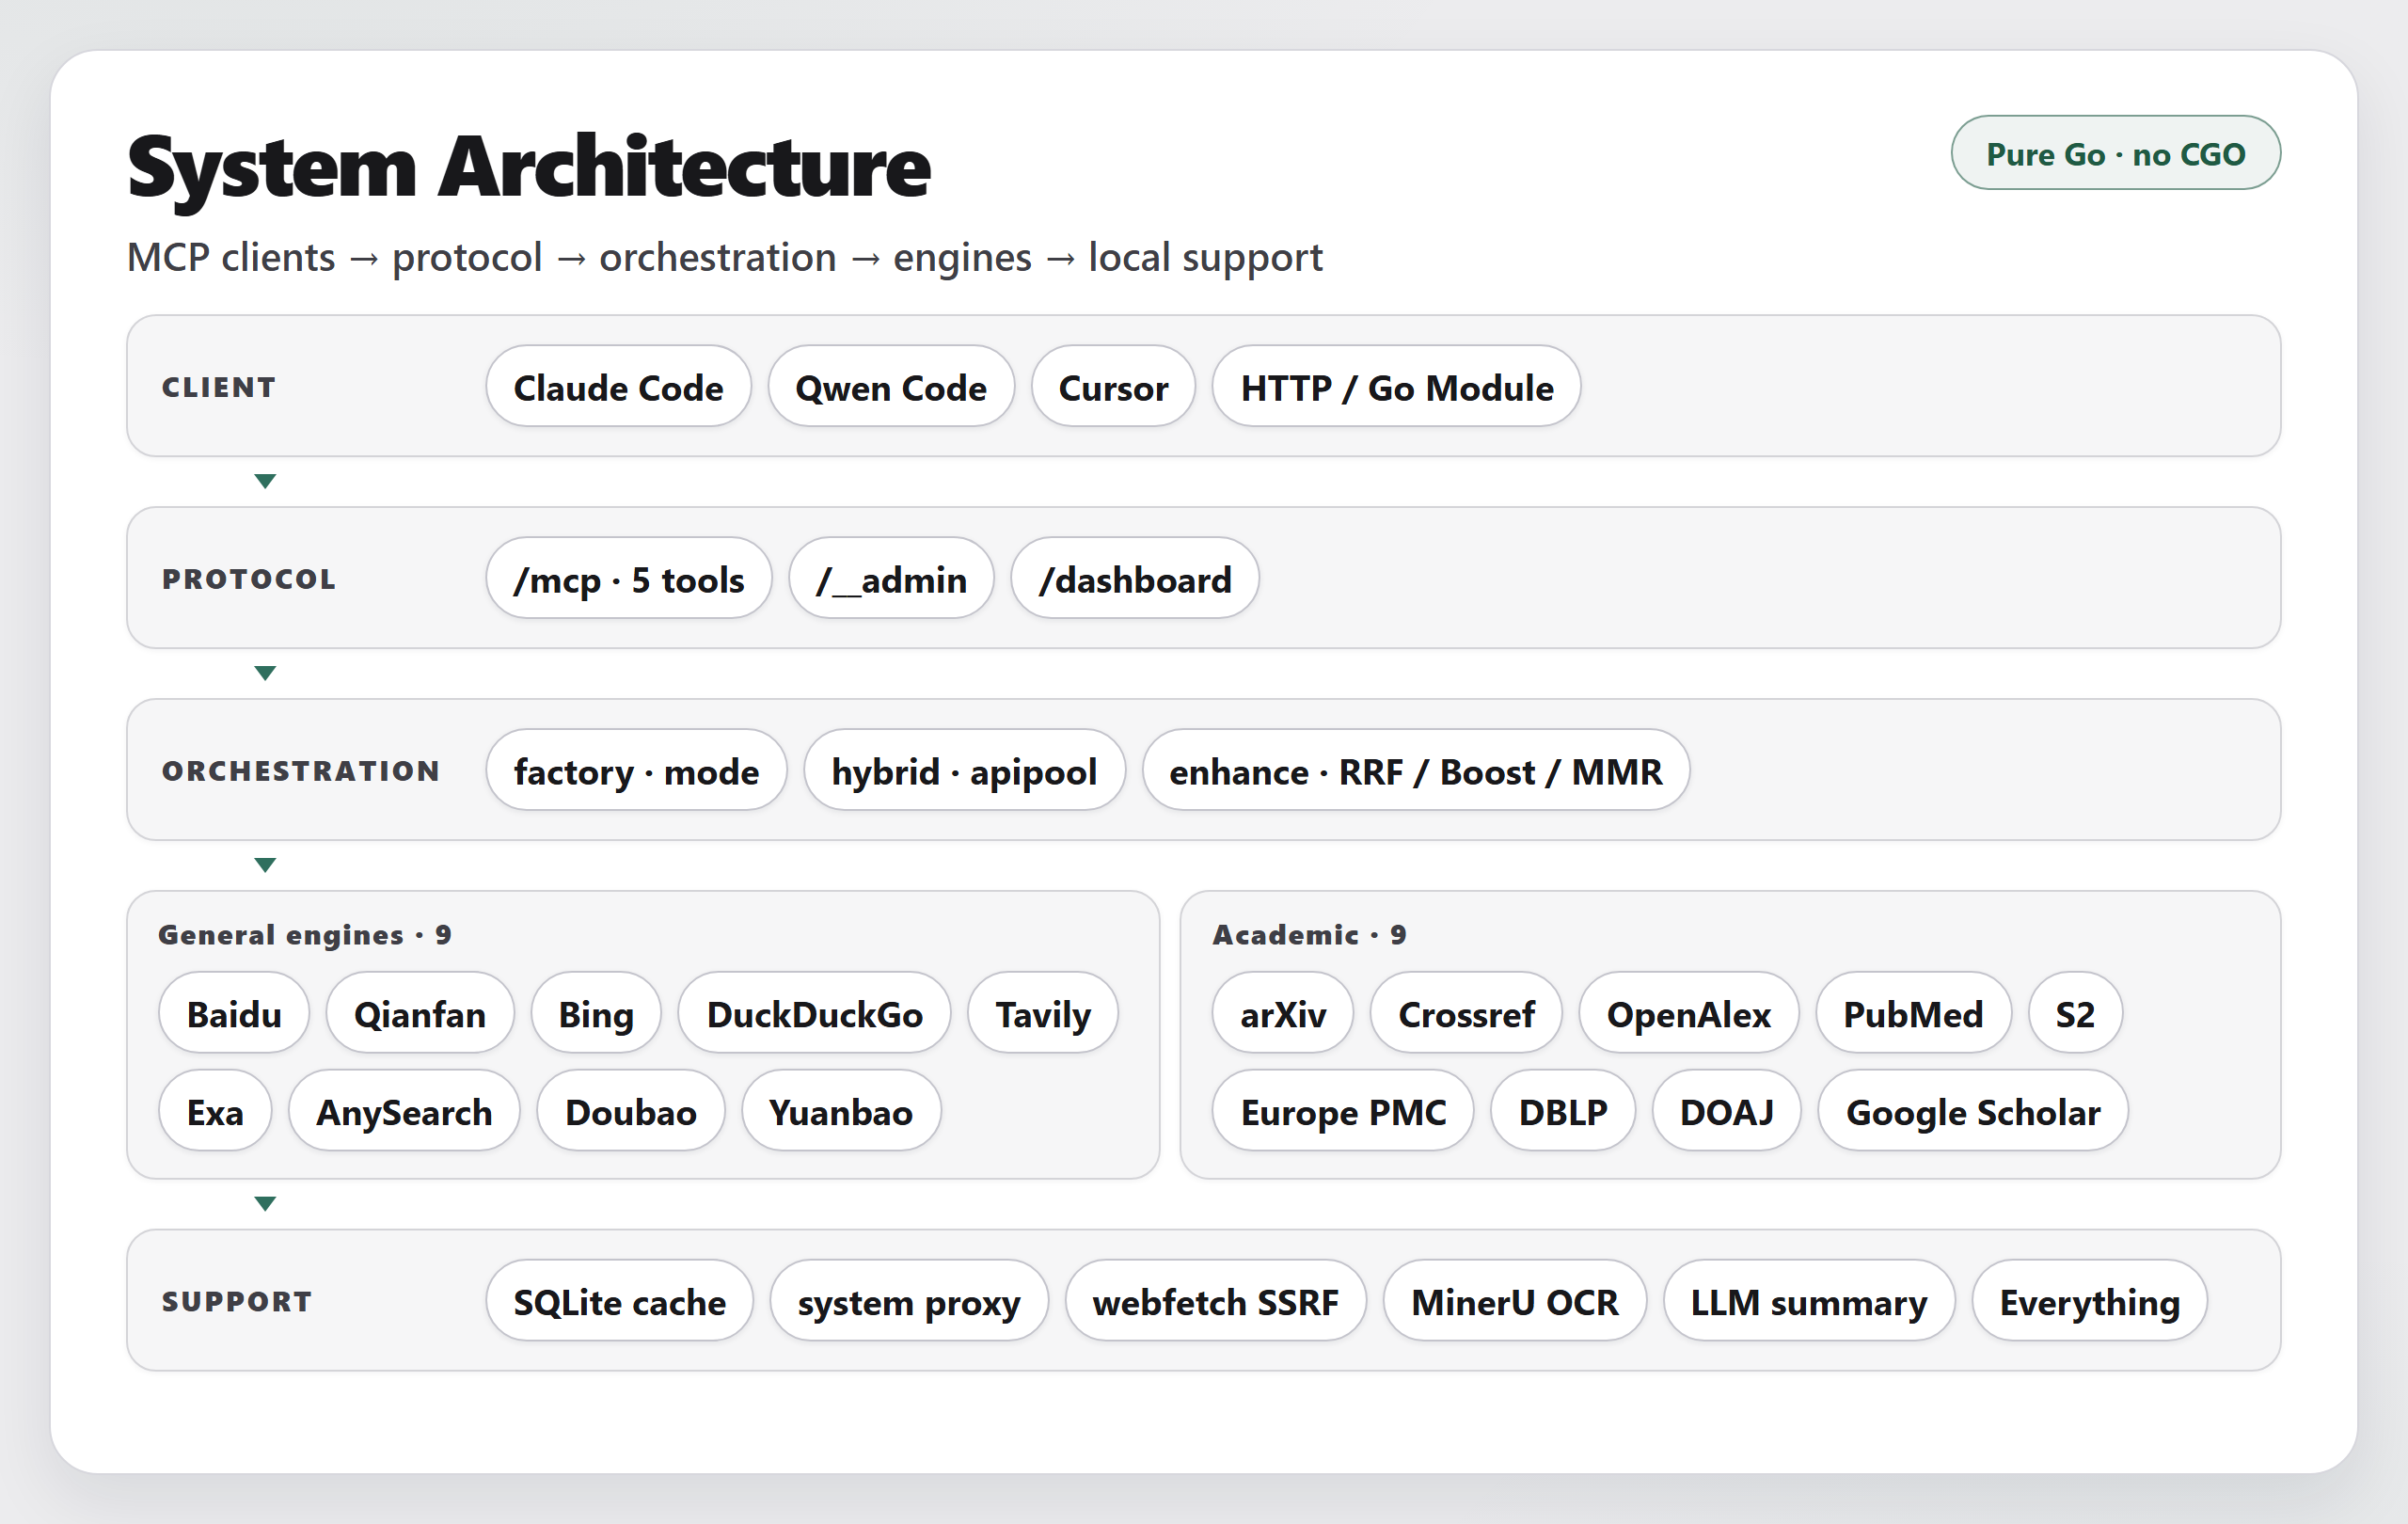 System Architecture
Pure Go · no CGO
MCP clients → protocol → orchestration → engines → local support
CLIENT
Claude Code
Qwen Code
Cursor
HTTP / Go Module
PROTOCOL
/mcp · 5 tools
/__admin
/dashboard
ORCHESTRATION
factory · mode
hybrid · apipool
enhance · RRF / Boost / MMR
General engines · 9
Baidu
Qianfan
Bing
DuckDuckGo
Tavily
Exa
AnySearch
Doubao
Yuanbao
Academic · 9
arXiv
Crossref
OpenAlex
PubMed
S2
Europe PMC
DBLP
DOAJ
Google Scholar
SUPPORT
SQLite cache
system proxy
webfetch SSRF
MinerU OCR
LLM summary
Everything